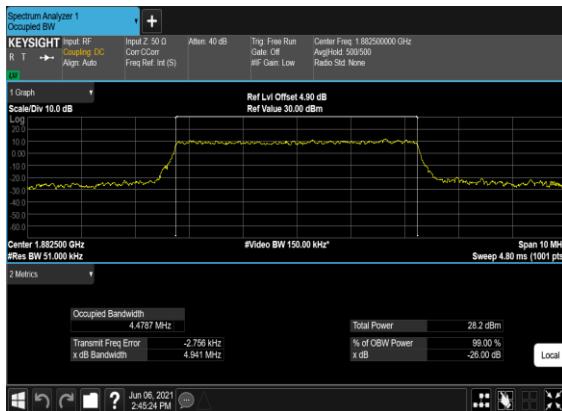 Spectrum Analyzer 1
Occupied BW
+
KEYSIGHT
R T
Input: RF
Coupling: DC
Align: Auto
Input Z: 50 Ω
Corr CCorr
Freq Ref: Int (S)
Atten: 40 dB
Trig: Free Run
Gate: Off
#IF Gain: Low
Center Freq: 1.882500000 GHz
Avg|Hold: 500/500
Radio Std: None
1 Graph
Scale/Div 10.0 dB
Ref Lvl Offset 4.90 dB
Ref Value 30.00 dBm
Log
20.0
10.0
0.00
-10.0
-20.0
-30.0
-40.0
-50.0
-60.0
Center 1.882500 GHz
#Res BW 51.000 kHz
#Video BW 150.00 kHz*
Span 10 MH
Sweep 4.80 ms (1001 pts
2 Metrics
Occupied Bandwidth
4.4787 MHz
Transmit Freq Error -2.756 kHz
x dB Bandwidth 4.941 MHz
Total Power 28.2 dBm
% of OBW Power 99.00 %
x dB -26.00 dB
Local
?
Jun 06, 2021
2:45:24 PM